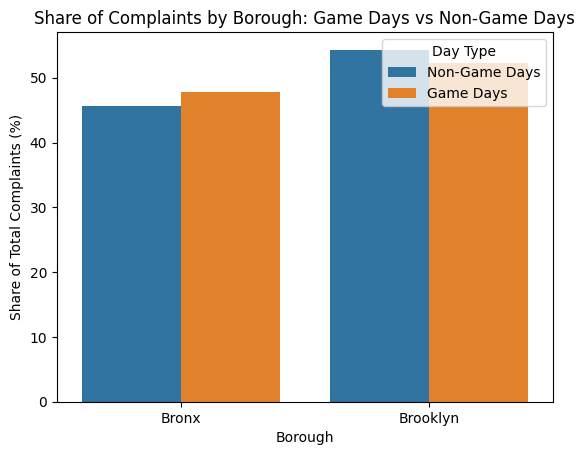 Share of Complaints by Borough: Game Days vs Non-Game Days
Day Type
Non-Game Days
Game Days
Share of Total Complaints (%)
50
40
30
20
10
0
Bronx Brooklyn
Borough